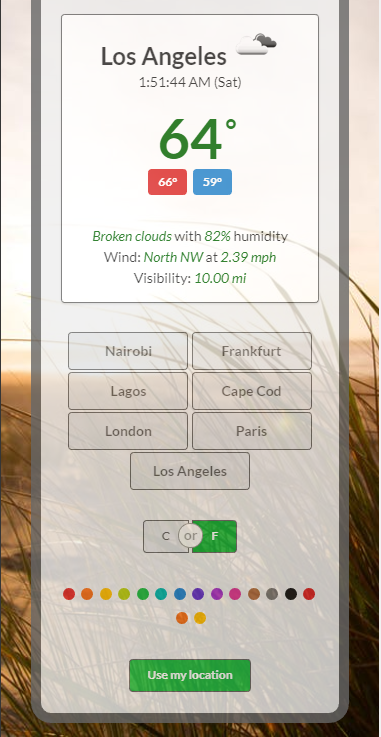 Los Angeles
1:51:44 AM (Sat)
64°
66° 59°
Broken clouds with 82% humidity
Wind: North NW at 2.39 mph
Visibility: 10.00 mi
Nairobi Frankfurt
Lagos Cape Cod
London Paris
Los Angeles
C or F
Use my location